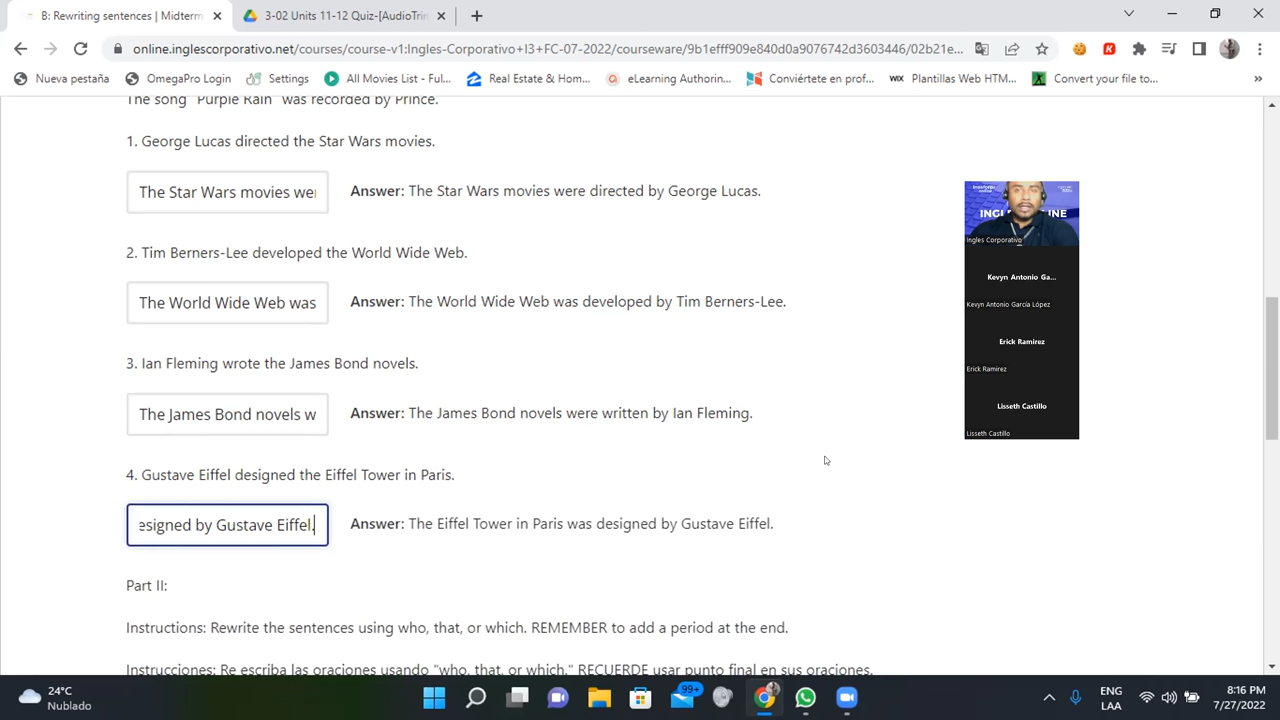 B: Rewriting sentences | Midterm
3-02 Units 11-12 Quiz-[AudioTrin
online.inglescorporativo.net/courses/course-v1:Ingles-Corporativo+I3+FC-07-2022/courseware/9b1efff909e840d0a9076742d3603446/02b21e...
Nueva pestaña
OmegaPro Login
Settings
All Movies List - Ful...
Real Estate & Hom...
eLearning Authorin...
Conviértete en prof...
WIX Plantillas Web HTM...
Convert your file to...
The song "Purple Rain" was recorded by Prince.
1. George Lucas directed the Star Wars movies.
The Star Wars movies wer
Answer: The Star Wars movies were directed by George Lucas.
2. Tim Berners-Lee developed the World Wide Web.
The World Wide Web was
Answer: The World Wide Web was developed by Tim Berners-Lee.
3. Ian Fleming wrote the James Bond novels.
The James Bond novels w
Answer: The James Bond novels were written by Ian Fleming.
4. Gustave Eiffel designed the Eiffel Tower in Paris.
esigned by Gustave Eiffel.
Answer: The Eiffel Tower in Paris was designed by Gustave Eiffel.
Part II:
Instructions: Rewrite the sentences using who, that, or which. REMEMBER to add a period at the end.
Instrucciones: Re escriba las oraciones usando "who, that, or which." RECUERDE usar punto final en sus oraciones.
Ingles Corporativo
Kevyn Antonio Ga...
Kevyn Antonio García López
Erick Ramirez
Erick Ramirez
Lisseth Castillo
Lisseth Castillo
24°C
Nublado
99+
ENG
LAA
8:16 PM
7/27/2022